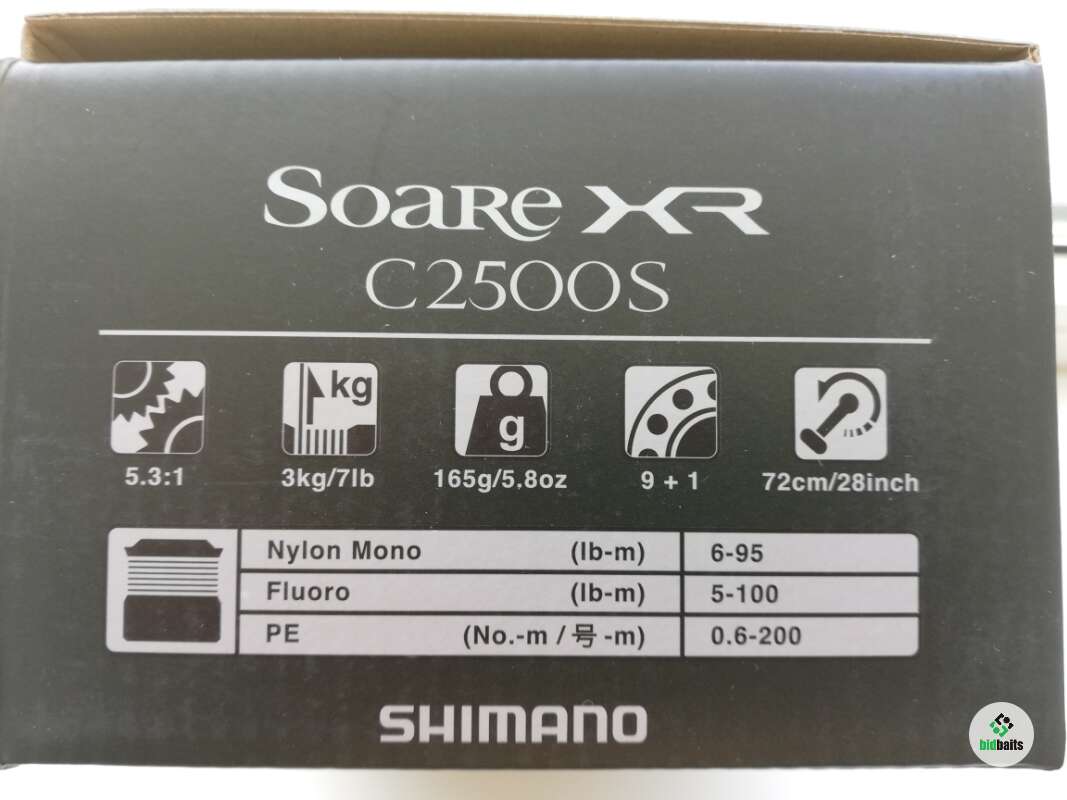 Soare XR
C2500S
kg
g
5.3:1 3kg/7lb 165g/5.8oz 9 + 1 72cm/28inch
Nylon Mono (lb-m) 6-95
Fluoro (lb-m) 5-100
PE (No.-m / 号 -m) 0.6-200
SHIMANO
bidbaits